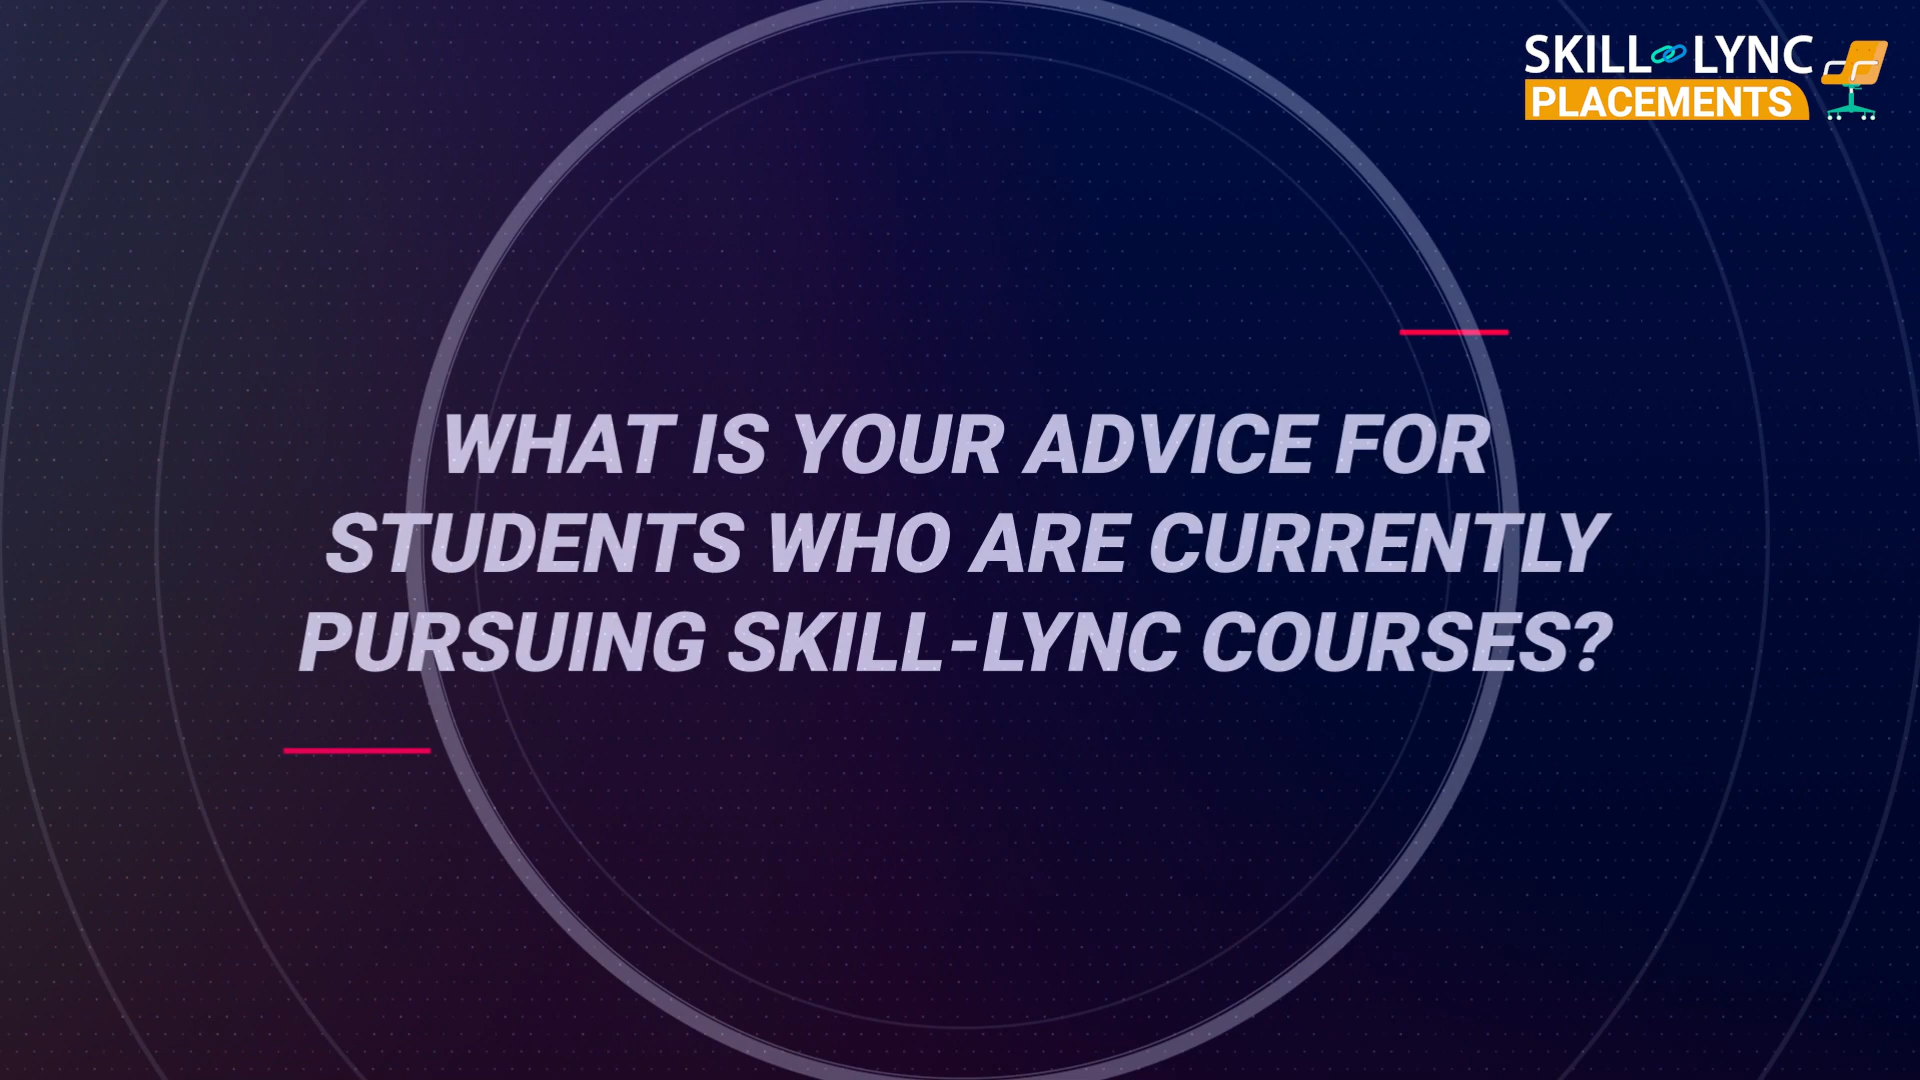 SKILL LYNC
PLACEMENTS
WHAT IS YOUR ADVICE FOR
STUDENTS WHO ARE CURRENTLY
PURSUING SKILL-LYNC COURSES?